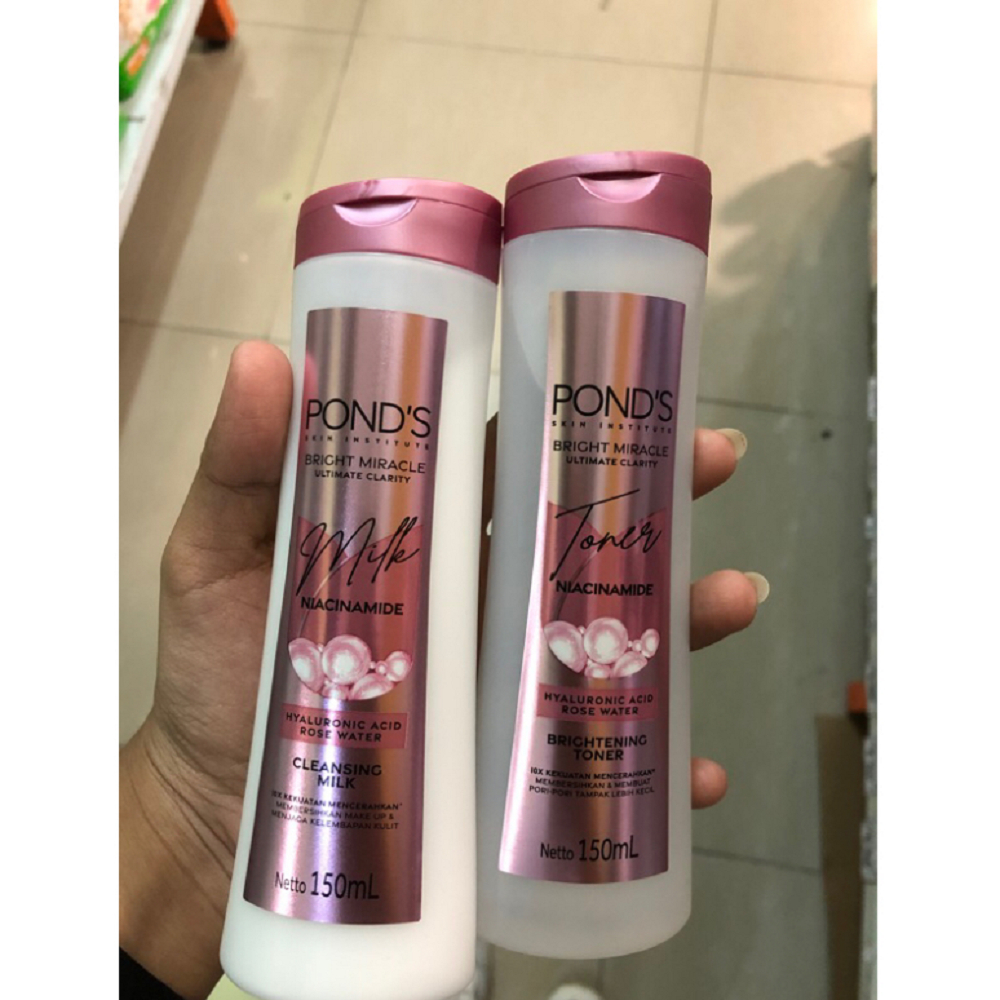 POND'S
SKIN INSTITUTE
BRIGHT MIRACLE
ULTIMATE CLARITY
Milk
NIACINAMIDE
HYALURONIC ACID
ROSE WATER
CLEANSING
MILK
10X KEKUATAN MENCERAHKAN*
MEMBERSIHKAN MAKE UP &
MENJAGA KELEMBAPAN KULIT
Netto 150mL
POND'S
SKIN INSTITUTE
BRIGHT MIRACLE
ULTIMATE CLARITY
Toner
NIACINAMIDE
HYALURONIC ACID
ROSE WATER
BRIGHTENING
TONER
10X KEKUATAN MENCERAHKAN*
MEMBERSIHKAN & MEMBUAT
PORI-PORI TAMPAK LEBIH KECIL
Netto 150mL